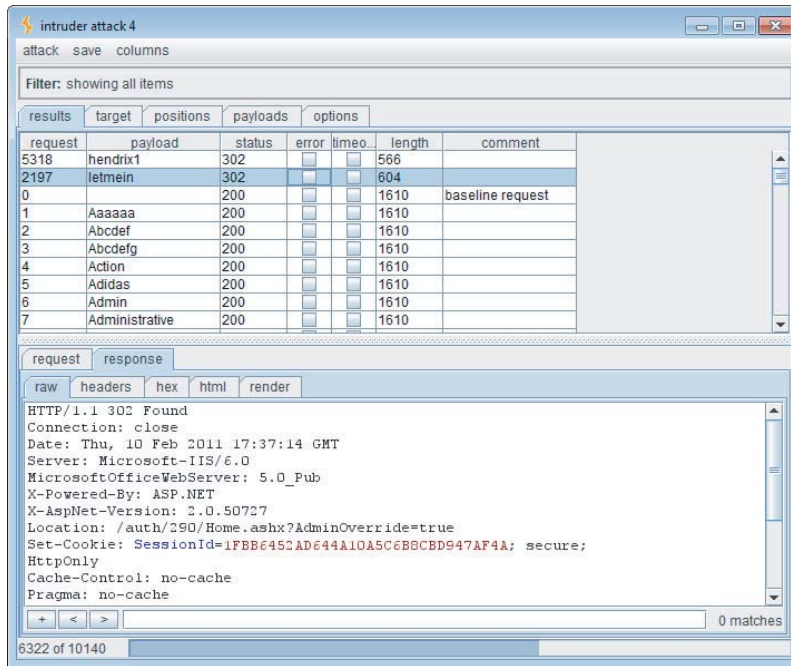 intruder attack 4
attack save columns
Filter: showing all items
results target positions payloads options
request payload status error timeo... length comment
5318 hendrix1 302 566
2197 letmein 302 604
0 200 1610 baseline request
1 Aaaaaa 200 1610
2 Abcdef 200 1610
3 Abcdefg 200 1610
4 Action 200 1610
5 Adidas 200 1610
6 Admin 200 1610
7 Administrative 200 1610
request response
raw headers hex html render
HTTP/1.1 302 Found
Connection: close
Date: Thu, 10 Feb 2011 17:37:14 GMT
Server: Microsoft-IIS/6.0
MicrosoftOfficeWebServer: 5.0_Pub
X-Powered-By: ASP.NET
X-AspNet-Version: 2.0.50727
Location: /auth/290/Home.ashx?AdminOverride=true
Set-Cookie: SessionId=1FBB6452AD644A10A5C6B8CBD947AF4A; secure;
HttpOnly
Cache-Control: no-cache
Pragma: no-cache
+ < > 0 matches
6322 of 10140